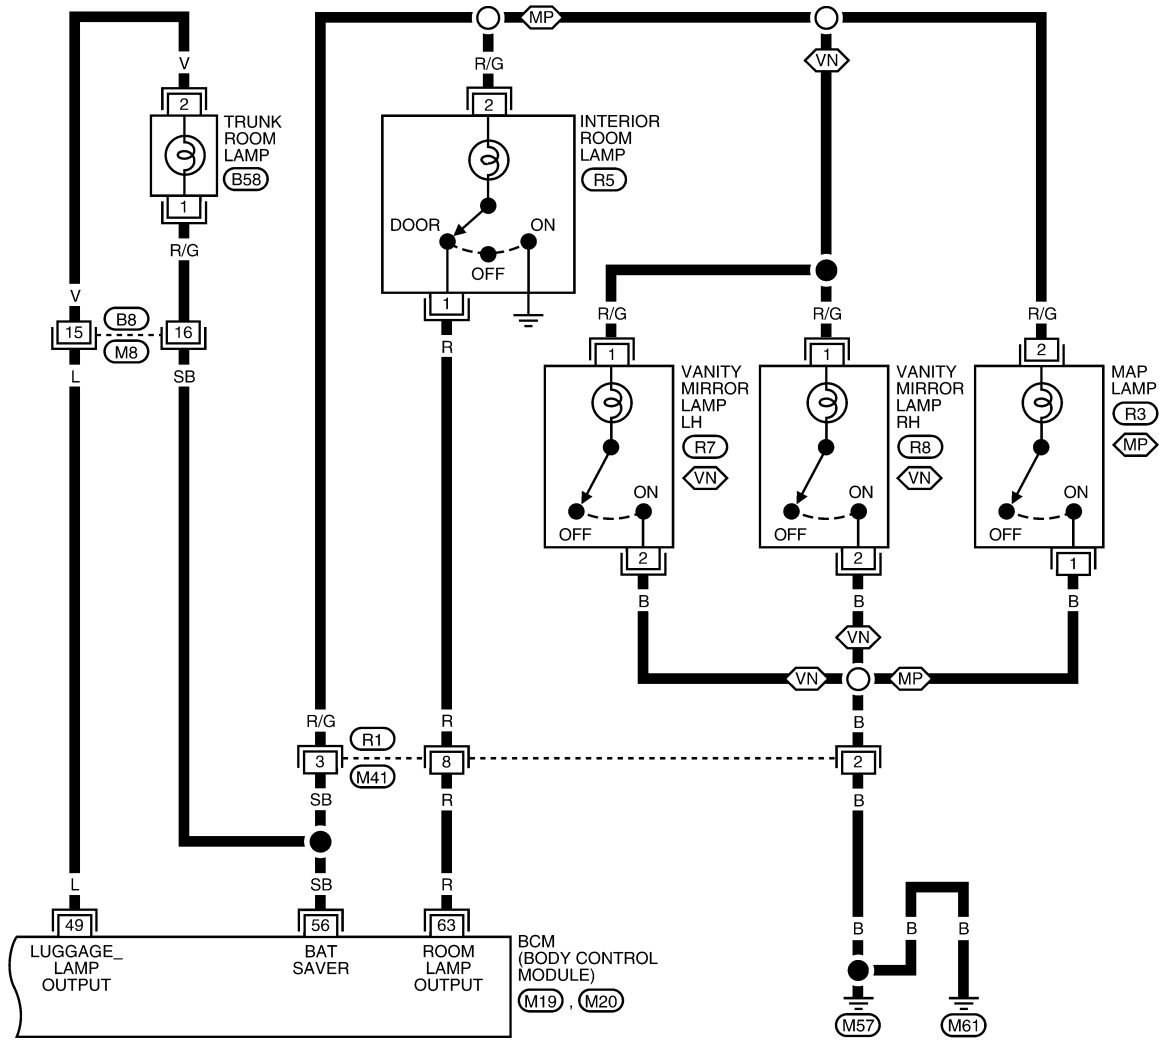 MP
VN
V
R/G
2
2
TRUNK
ROOM
LAMP
B58
INTERIOR
ROOM
LAMP
R5
1
DOOR
ON
OFF
R/G
1
V
R/G
R/G
R/G
15
B8
M8
16
R
L
SB
1
1
2
VANITY
MIRROR
LAMP
LH
R7
VN
VANITY
MIRROR
LAMP
RH
R8
VN
MAP
LAMP
R3
MP
ON
OFF
ON
OFF
ON
OFF
2
2
1
B
B
B
VN
VN
MP
R/G
R
B
R1
3
8
2
M41
SB
R
B
L
SB
R
49
56
63
B
B
B
LUGGAGE_
LAMP
OUTPUT
BAT
SAVER
ROOM
LAMP
OUTPUT
BCM
(BODY CONTROL
MODULE)
M19 , M20
M57
M61